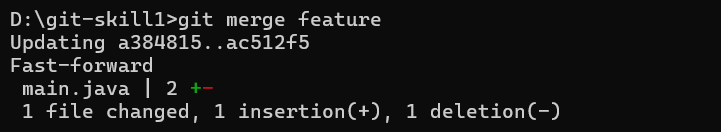 D:\git-skill1>git merge feature
Updating a384815..ac512f5
Fast-forward
 main.java | 2 +-
 1 file changed, 1 insertion(+), 1 deletion(-)